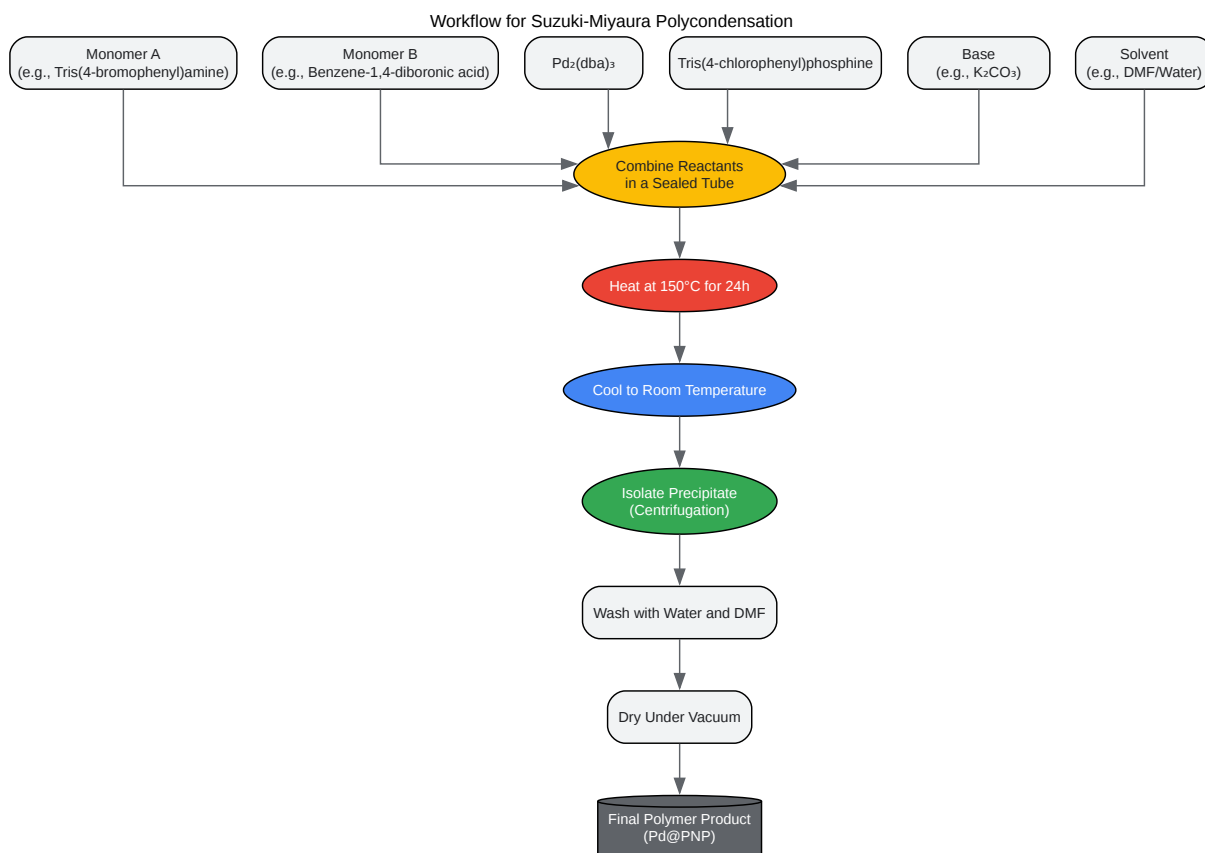 Workflow for Suzuki-Miyaura Polycondensation
Monomer A
(e.g., Tris(4-bromophenyl)amine)
Monomer B
(e.g., Benzene-1,4-diboronic acid)
Pd₂(dba)₃
Tris(4-chlorophenyl)phosphine
Base
(e.g., K₂CO₃)
Solvent
(e.g., DMF/Water)
Combine Reactants
in a Sealed Tube
Heat at 150°C for 24h
Cool to Room Temperature
Isolate Precipitate
(Centrifugation)
Wash with Water and DMF
Dry Under Vacuum
Final Polymer Product
(Pd@PNP)